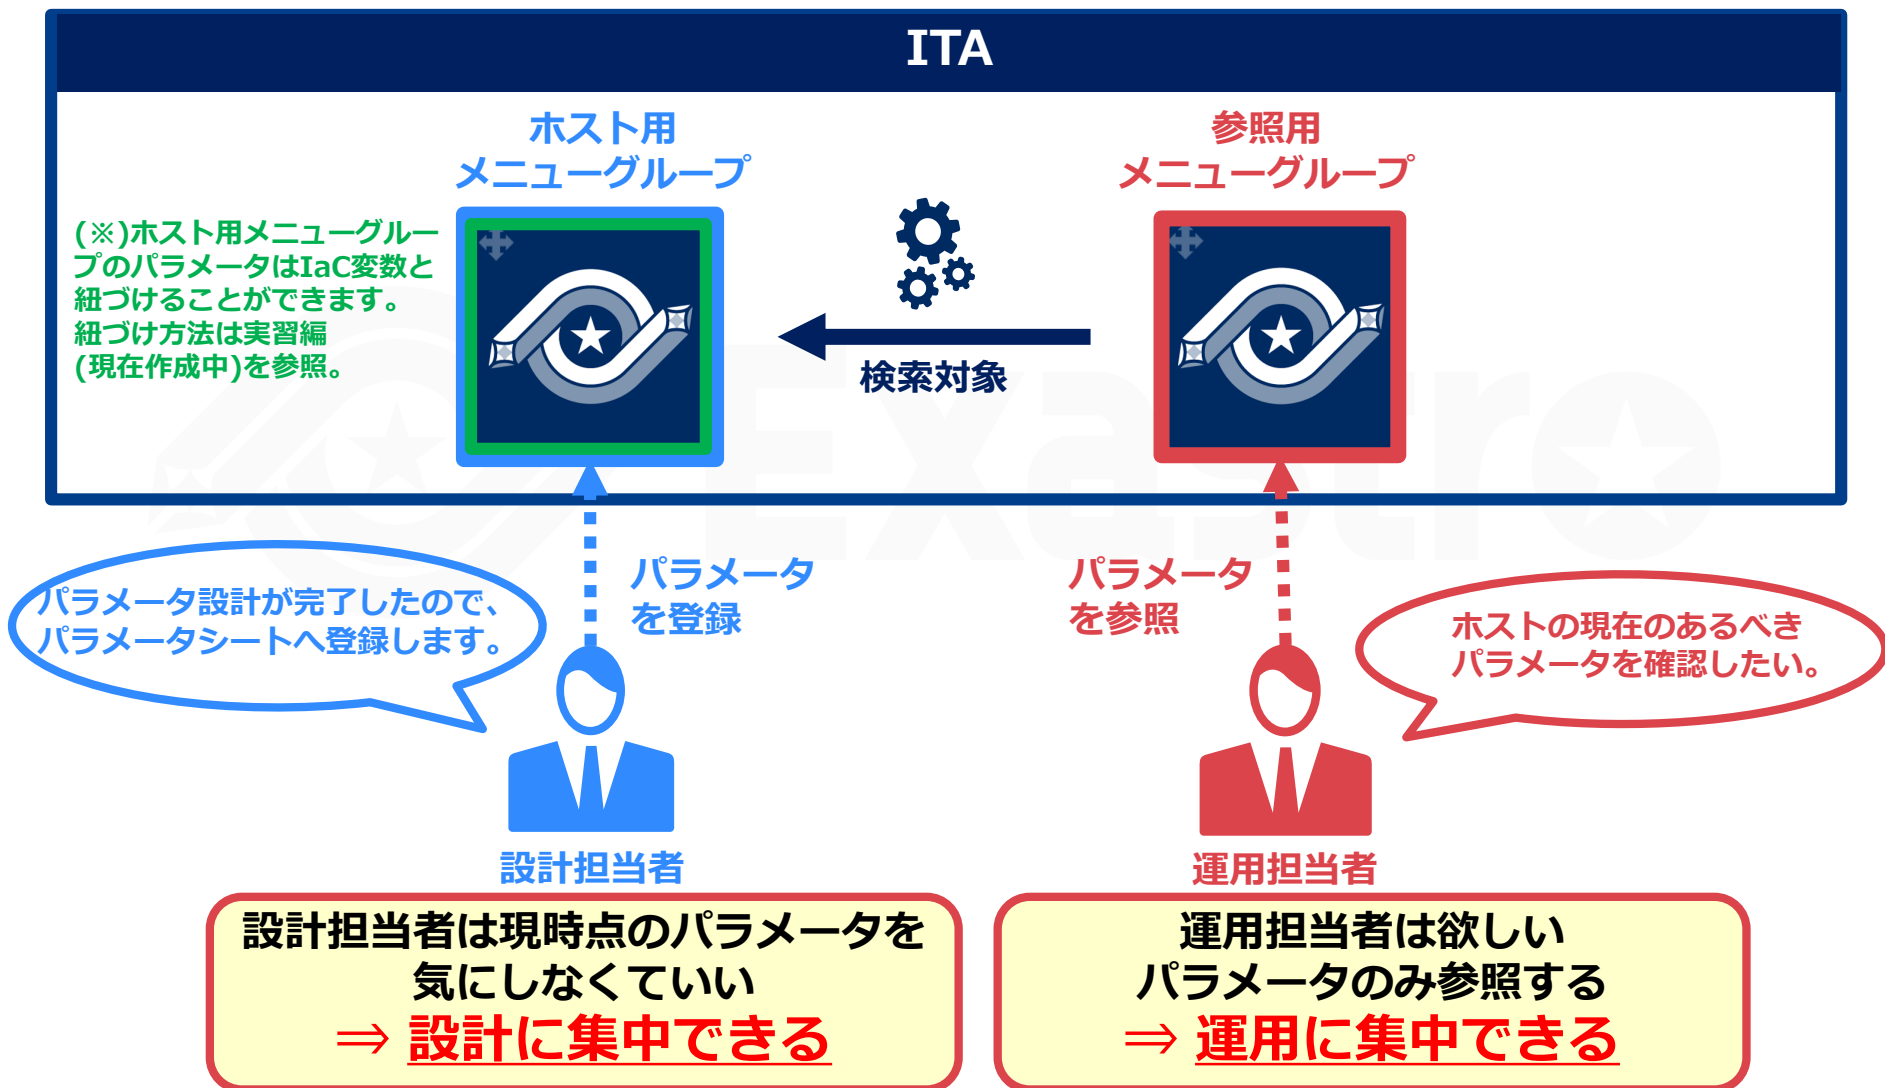 ITA
ホスト用
メニューグループ
参照用
メニューグループ
(※)ホスト用メニューグルー
プのパラメータはIaC変数と
紐づけることができます。
紐づけ方法は実習編
(現在作成中)を参照。
検索対象
Exastro
パラメータ設計が完了したので、
パラメータシートへ登録します。
パラメータ
を登録
パラメータ
を参照
ホストの現在のあるべき
パラメータを確認したい。
設計担当者
運用担当者
設計担当者は現時点のパラメータを
気にしなくていい
⇒ 設計に集中できる
運用担当者は欲しい
パラメータのみ参照する
⇒ 運用に集中できる